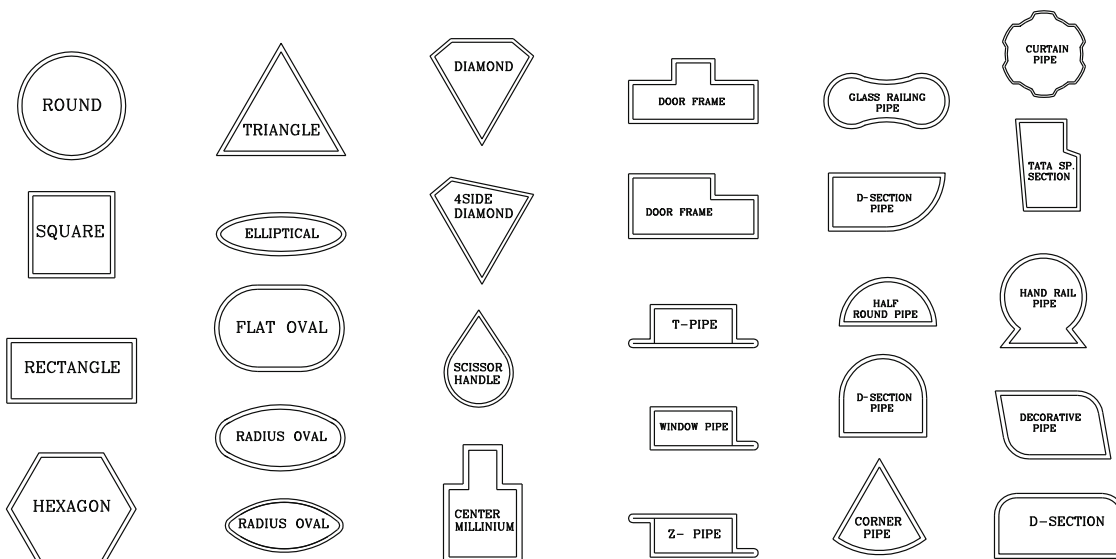 ROUND
SQUARE
RECTANGLE
HEXAGON
TRIANGLE
ELLIPTICAL
FLAT OVAL
RADIUS OVAL
RADIUS OVAL
DIAMOND
4SIDE
DIAMOND
SCISSOR
HANDLE
CENTER
MILLINIUM
DOOR FRAME
DOOR FRAME
T-PIPE
WINDOW PIPE
Z- PIPE
GLASS RAILING
PIPE
D-SECTION
PIPE
HALF
ROUND PIPE
D-SECTION
PIPE
CORNER
PIPE
CURTAIN
PIPE
TATA SP.
SECTION
HAND RAIL
PIPE
DECORATIVE
PIPE
D-SECTION